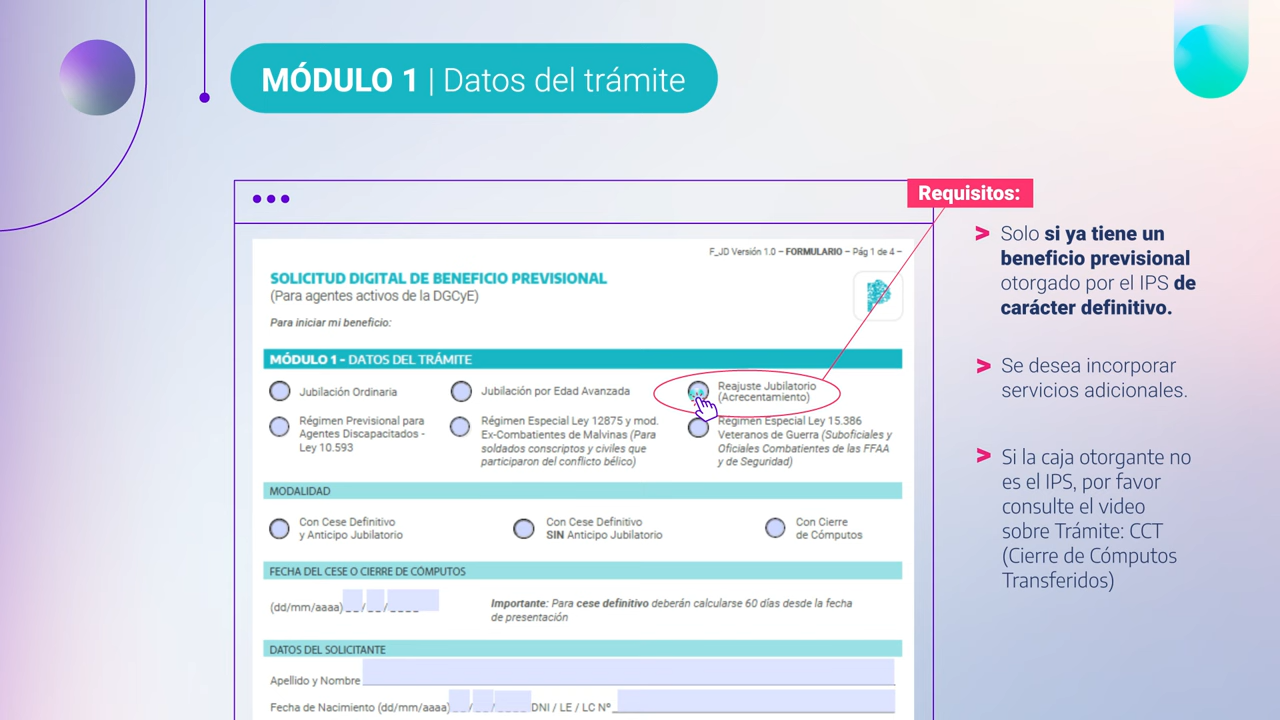 MÓDULO 1 | Datos del trámite
Requisitos:
> Solo si ya tiene un
beneficio previsional
otorgado por el IPS de
carácter definitivo.
> Se desea incorporar
servicios adicionales.
> Si la caja otorgante no
es el IPS, por favor
consulte el video
sobre Trámite: CCT
(Cierre de Cómputos
Transferidos)
F_JD Versión 1.0 – FORMULARIO – Pág 1 de 4 –
SOLICITUD DIGITAL DE BENEFICIO PREVISIONAL
(Para agentes activos de la DGCyE)
Para iniciar mi beneficio:
MÓDULO 1 - DATOS DEL TRÁMITE
Jubilación Ordinaria
Jubilación por Edad Avanzada
Reajuste Jubilatorio
(Acrecentamiento)
Régimen Previsional para
Agentes Discapacitados -
Ley 10.593
Régimen Especial Ley 12875 y mod.
Ex-Combatientes de Malvinas (Para
soldados conscriptos y civiles que
participaron del conflicto bélico)
Régimen Especial Ley 15.386
Veteranos de Guerra (Suboficiales y
Oficiales Combatientes de las FFAA
y de Seguridad)
MODALIDAD
Con Cese Definitivo
y Anticipo Jubilatorio
Con Cese Definitivo
SIN Anticipo Jubilatorio
Con Cierre
de Cómputos
FECHA DEL CESE O CIERRE DE CÓMPUTOS
(dd/mm/aaaa)__/__/____
Importante: Para cese definitivo deberán calcularse 60 días desde la fecha
de presentación
DATOS DEL SOLICITANTE
Apellido y Nombre
Fecha de Nacimiento (dd/mm/aaaa)__/__/____ DNI / LE / LC Nº